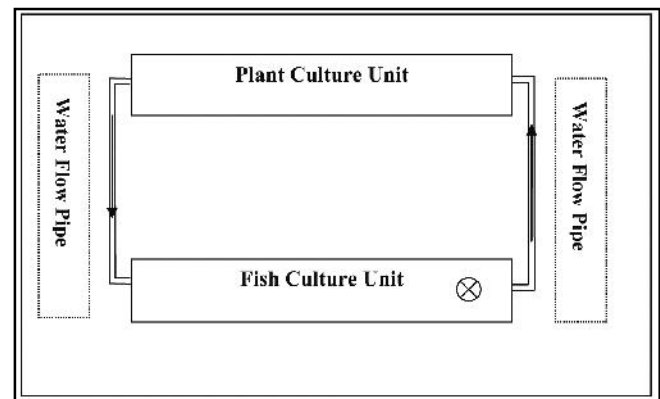 Plant Culture Unit
Water Flow Pipe
Water Flow Pipe
Fish Culture Unit